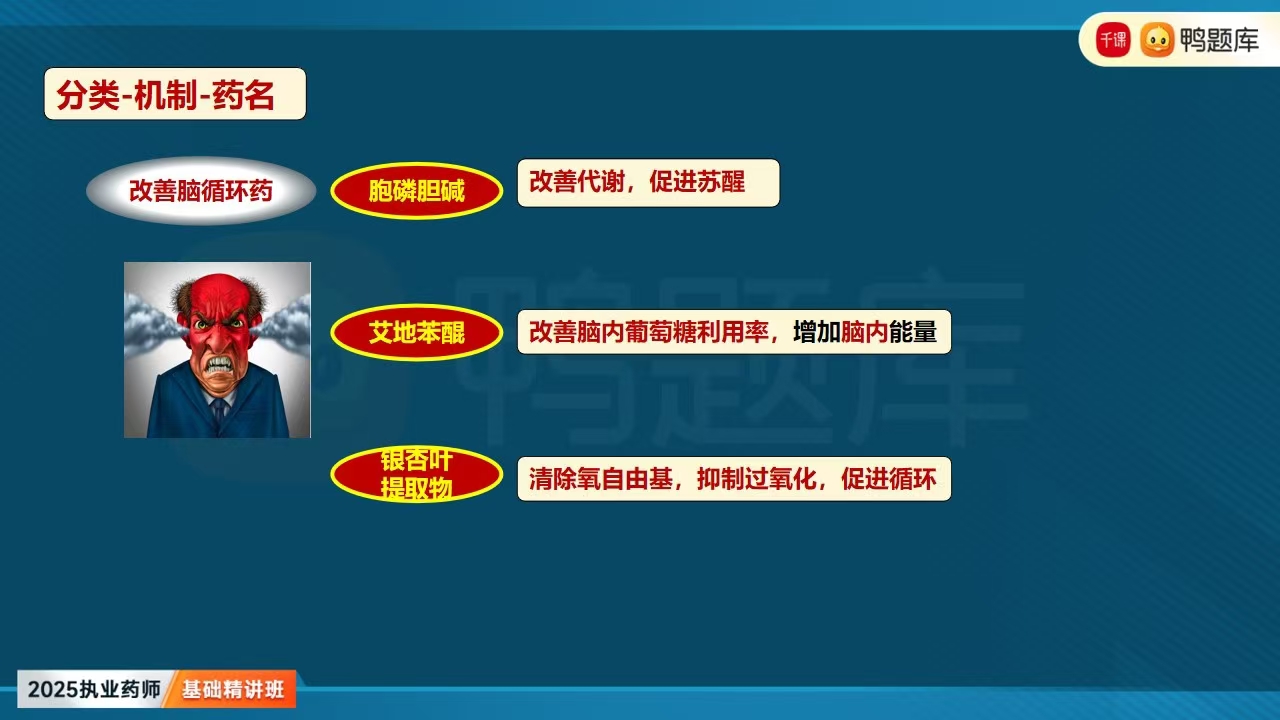 千课 鸭题库
分类-机制-药名
改善脑循环药
胞磷胆碱
改善代谢，促进苏醒
艾地苯醌
改善脑内葡萄糖利用率，增加脑内能量
银杏叶
提取物
清除氧自由基，抑制过氧化，促进循环
鸭题库
2025执业药师 基础精讲班